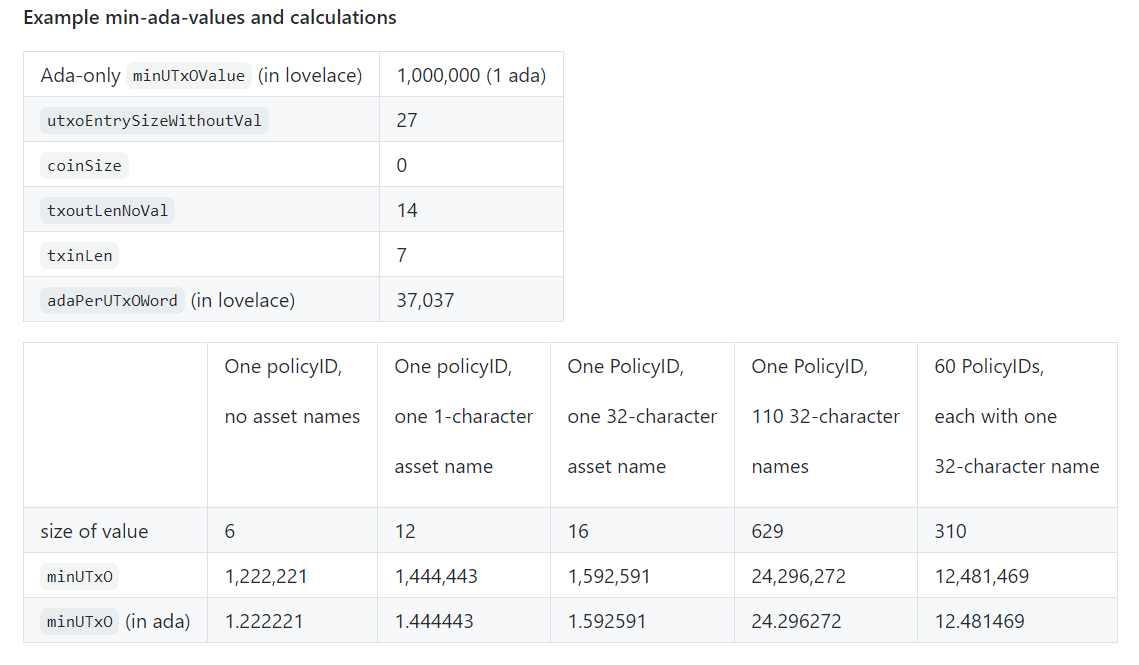 Example min-ada-values and calculations
Ada-only minUTxOValue (in lovelace) 1,000,000 (1 ada)
utxoEntrySizeWithoutVal 27
coinSize 0
txoutLenNoVal 14
txinLen 7
adaPerUTxOWord (in lovelace) 37,037
One policyID, One policyID, One PolicyID, One PolicyID, 60 PolicyIDs,
no asset names one 1-character one 32-character 110 32-character each with one
asset name asset name names 32-character name
size of value 6 12 16 629 310
minUTxO 1,222,221 1,444,443 1,592,591 24,296,272 12,481,469
minUTxO (in ada) 1.222221 1.444443 1.592591 24.296272 12.481469